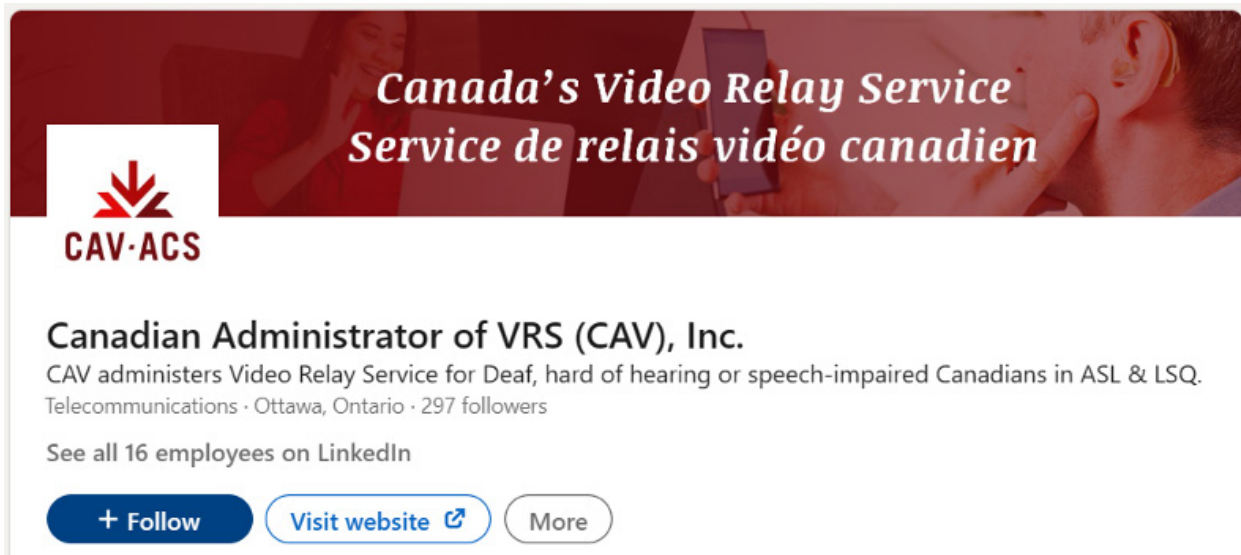 Canada's Video Relay Service
Service de relais vidéo canadien
CAV·ACS
Canadian Administrator of VRS (CAV), Inc.
CAV administers Video Relay Service for Deaf, hard of hearing or speech-impaired Canadians in ASL & LSQ.
Telecommunications · Ottawa, Ontario · 297 followers
See all 16 employees on LinkedIn
+ Follow Visit website More